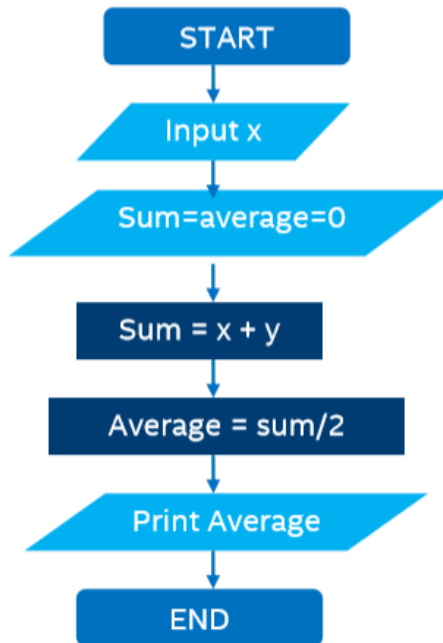 START
Input x
Sum=average=0
Sum = x + y
Average = sum/2
Print Average
END